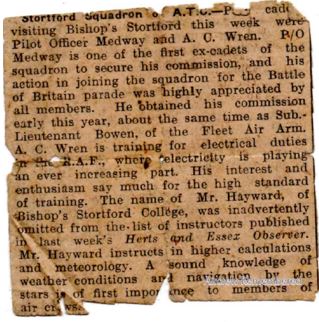 Stortford Squadron of A.T.C.—P cadets
visiting Bishop's Stortford this week were
Pilot Officer Medway and A. C. Wren. P/O
Medway is one of the first ex-cadets of the
squadron to secure his commission, and his
action in joining the squadron for the Battle
of Britain parade was highly appreciated by
all members. He obtained his commission
early this year, about the same time as Sub.-
Lieutenant Bowen, of the Fleet Air Arm.
A. C. Wren is training for electrical duties
in the R.A.F., where electricity is playing
an ever increasing part. His interest and
enthusiasm say much for the high standard
of training. The name of Mr. Hayward, of
Bishop's Stortford College, was inadvertently
omitted from the list of instructors published
in last week's Herts and Essex Observer.
Mr. Hayward instructs in higher calculations
and meteorology. A sound knowledge of
weather conditions and navigation by the
stars is of first importance to members of
air crews.